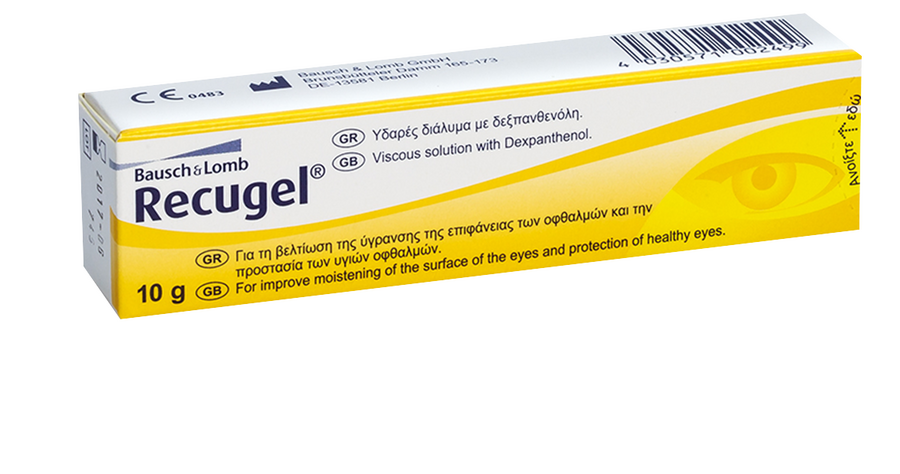 CE 0483
Bausch & Lomb GmbH
Brunsbütteler Damm 165-173
DE-13581 Berlin
4 030571 002499
Bausch & Lomb
Recugel®
GR Υδαρές διάλυμα με δεξπανθενόλη.
GB Viscous solution with Dexpanthenol.
Ανοίξτε εδώ
GR Για τη βελτίωση της ύγρανσης της επιφάνειας των οφθαλμών και την
προστασία των υγιών οφθαλμών.
10 g GB For improve moistening of the surface of the eyes and protection of healthy eyes.